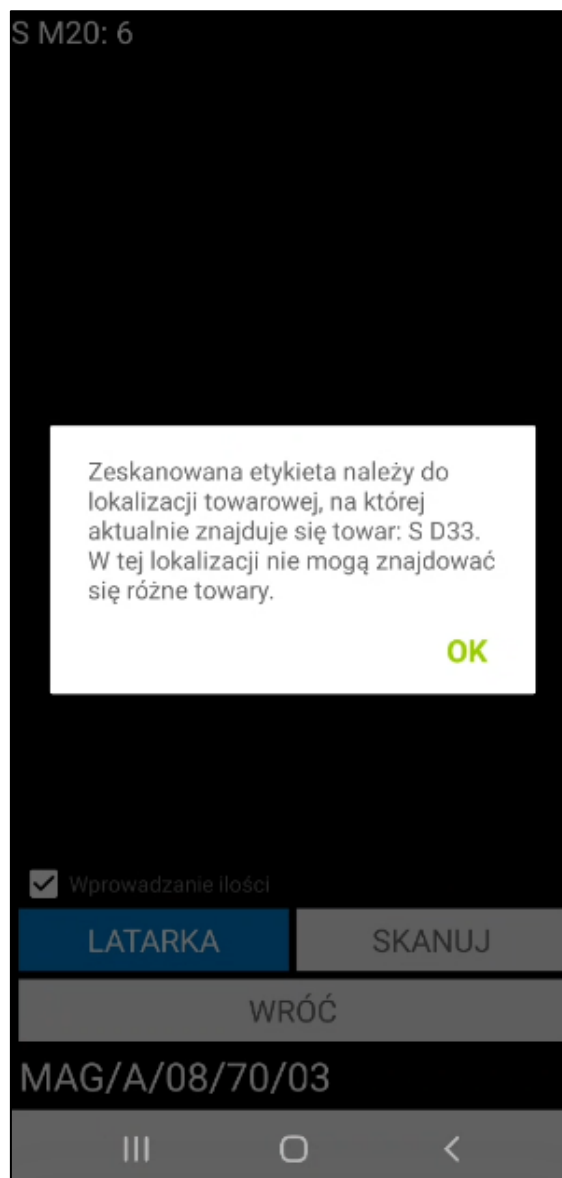 S M20: 6
Zeskanowana etykieta należy do
lokalizacji towarowej, na której
aktualnie znajduje się towar: S D33.
W tej lokalizacji nie mogą znajdować
się różne towary.
OK
Wprowadzanie ilości
LATARKA
SKANUJ
WRÓĆ
MAG/A/08/70/03